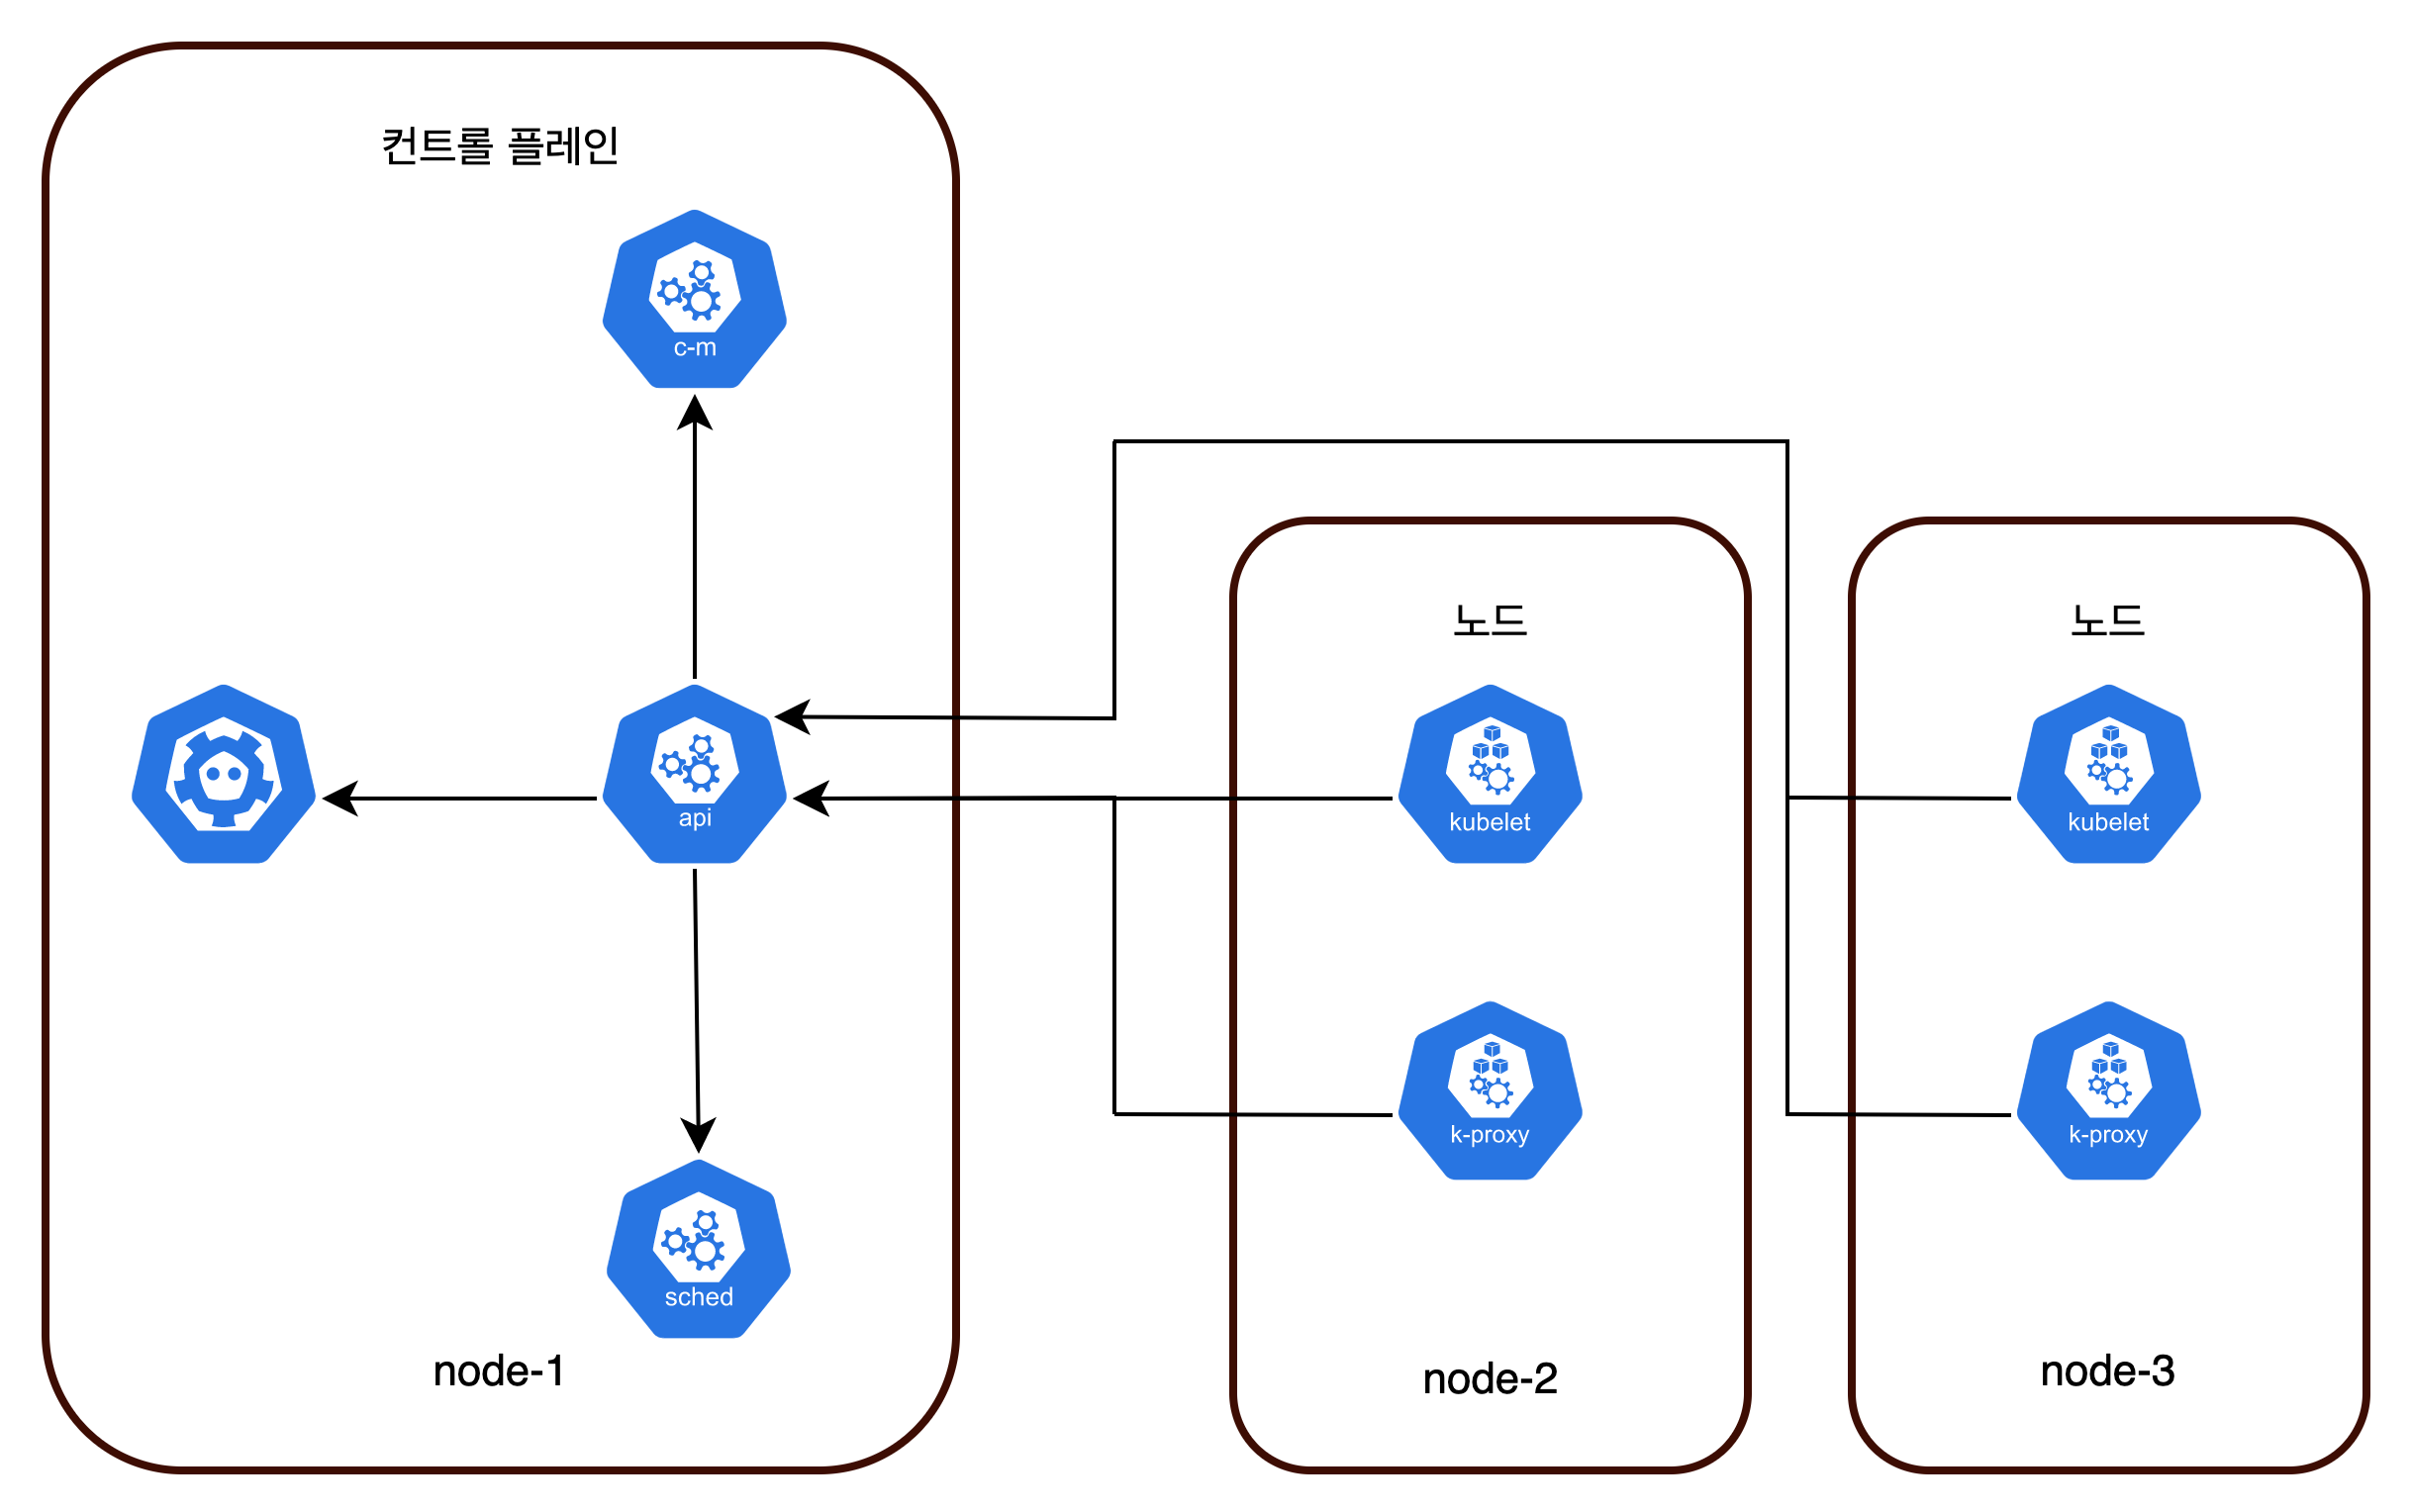 컨트롤 플레인
c-m
api
sched
node-1
노드
kubelet
k-proxy
node-2
노드
kubelet
k-proxy
node-3